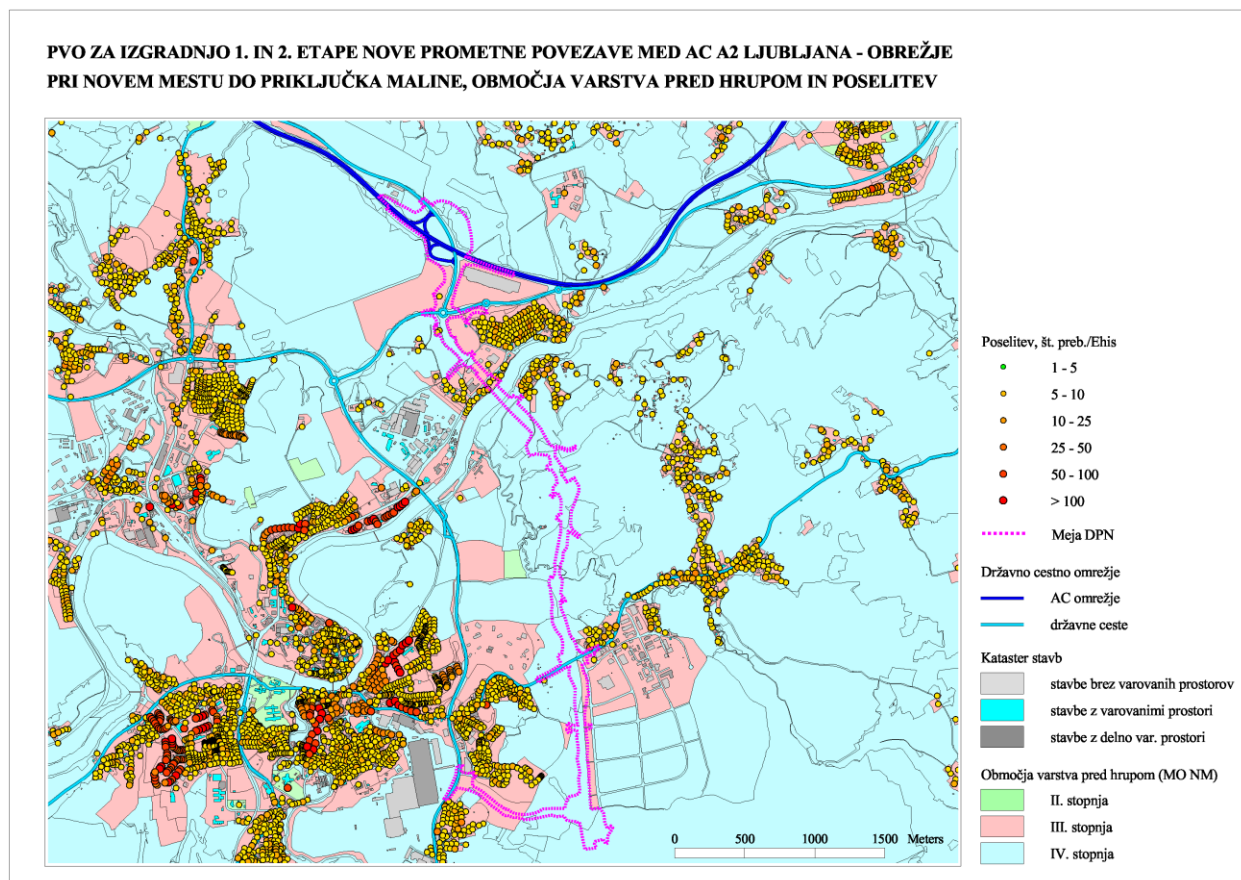 PVO ZA IZGRADNJO 1. IN 2. ETAPE NOVE PROMETNE POVEZAVE MED AC A2 LJUBLJANA - OBREŽJE
PRI NOVEM MESTU DO PRIKLJUČKA MALINE, OBMOČJA VARSTVA PRED HRUPOM IN POSELITEV
Poselitev, št. preb./Ehis
1 - 5
5 - 10
10 - 25
25 - 50
50 - 100
> 100
Meja DPN
Državno cestno omrežje
AC omrežje
državne ceste
Kataster stavb
stavbe brez varovanih prostorov
stavbe z varovanimi prostori
stavbe z delno var. prostori
Območja varstva pred hrupom (MO NM)
II. stopnja
III. stopnja
IV. stopnja
0 500 1000 1500 Meters